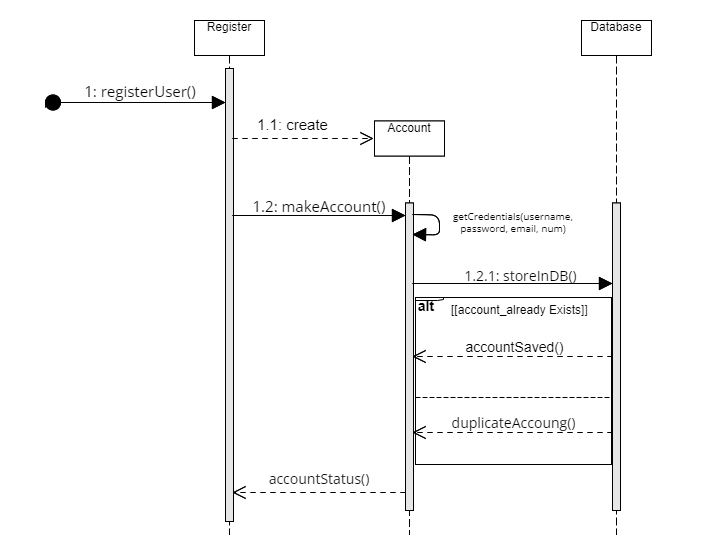 Register
Database
1: registerUser()
1.1: create
Account
1.2: makeAccount()
getCredentials(username,
password, email, num)
1.2.1: storeInDB()
alt
[[account_already Exists]]
accountSaved()
duplicateAccoung()
accountStatus()